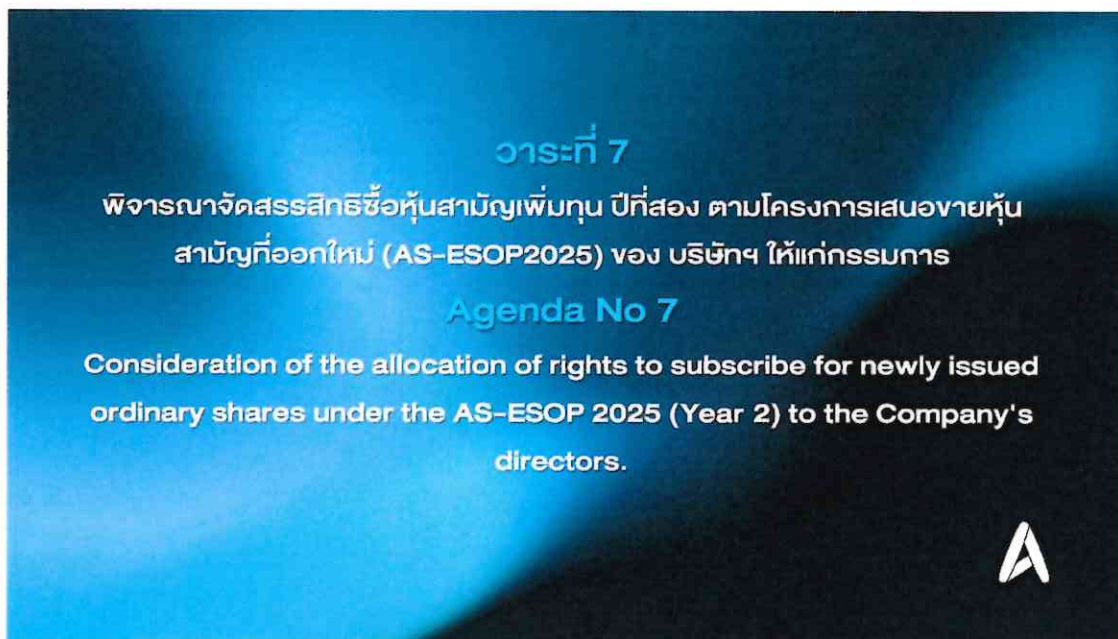 วาระที่ 7
พิจารณาจัดสรรสิทธิซื้อหุ้นสามัญเพิ่มทุน ปีที่สอง ตามโครงการเสนอขายหุ้น
สามัญที่ออกใหม่ (AS-ESOP2025) ของ บริษัทฯ ให้แก่กรรมการ
Agenda No 7
Consideration of the allocation of rights to subscribe for newly issued
ordinary shares under the AS-ESOP 2025 (Year 2) to the Company's
directors.